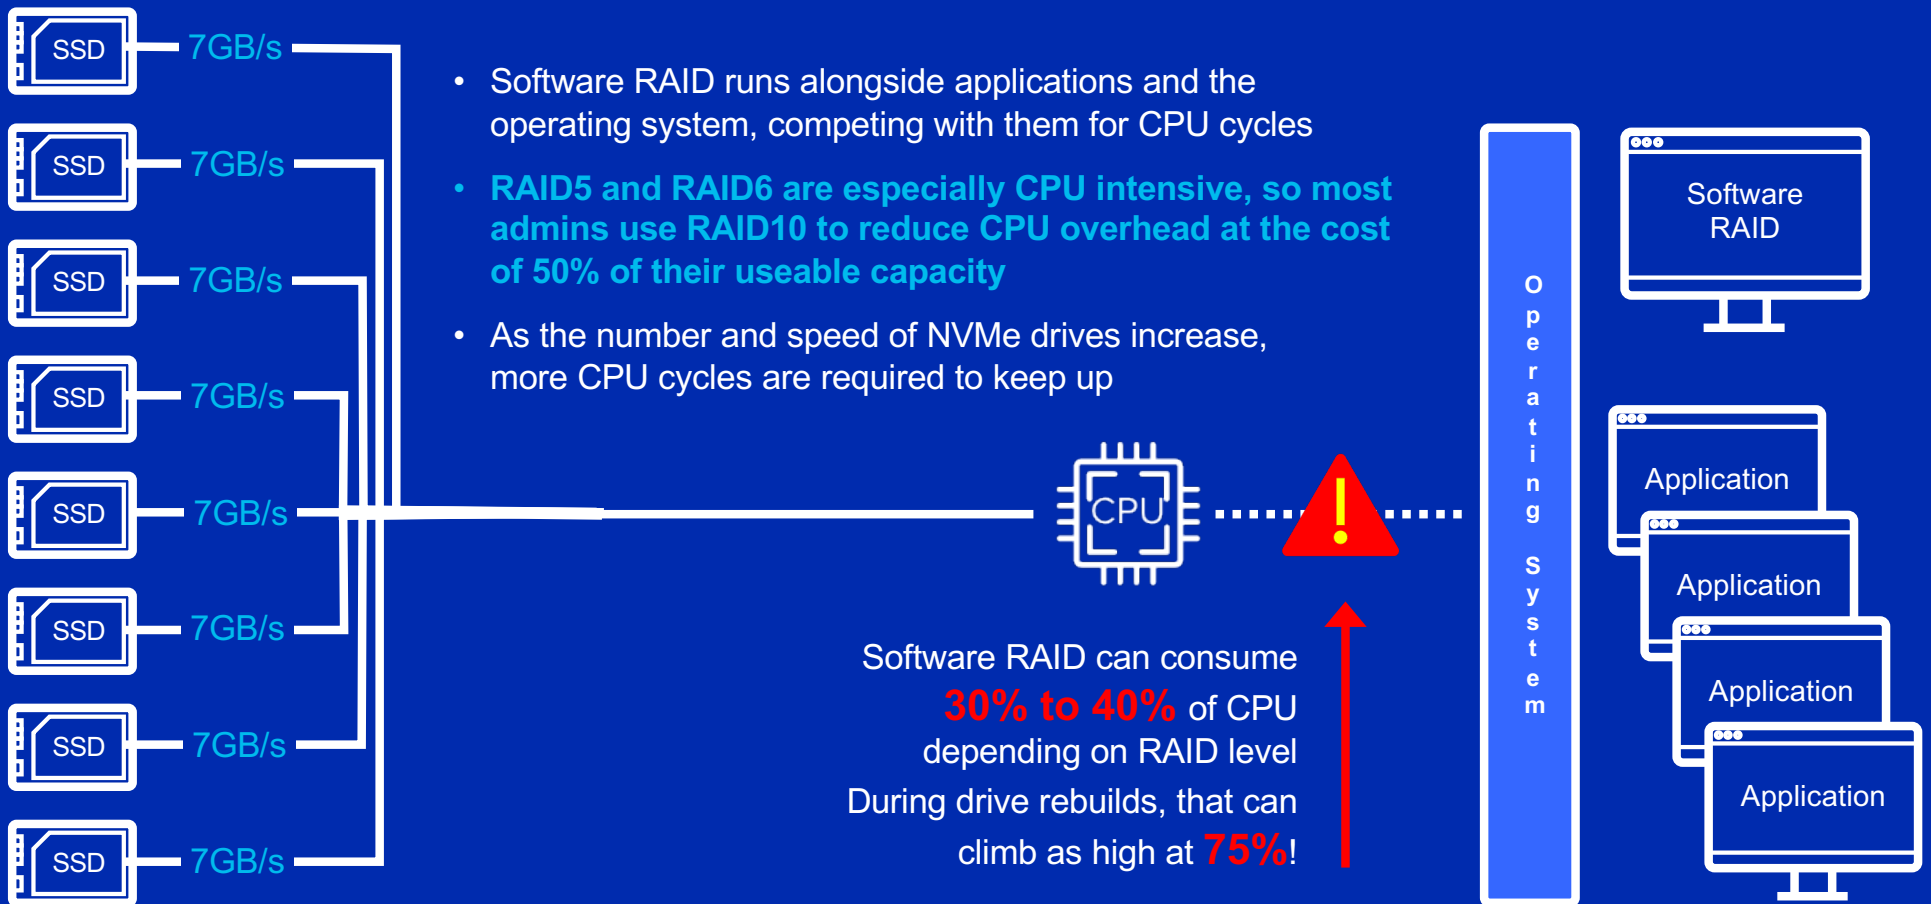 SSD 7GB/s
SSD 7GB/s
SSD 7GB/s
SSD 7GB/s
SSD 7GB/s
SSD 7GB/s
SSD 7GB/s
SSD 7GB/s
• Software RAID runs alongside applications and the
operating system, competing with them for CPU cycles
• RAID5 and RAID6 are especially CPU intensive, so most
admins use RAID10 to reduce CPU overhead at the cost
of 50% of their useable capacity
• As the number and speed of NVMe drives increase,
more CPU cycles are required to keep up
CPU
!
Software RAID can consume
30% to 40% of CPU
depending on RAID level
During drive rebuilds, that can
climb as high at 75%!
Operating System
Software
RAID
Application
Application
Application
Application